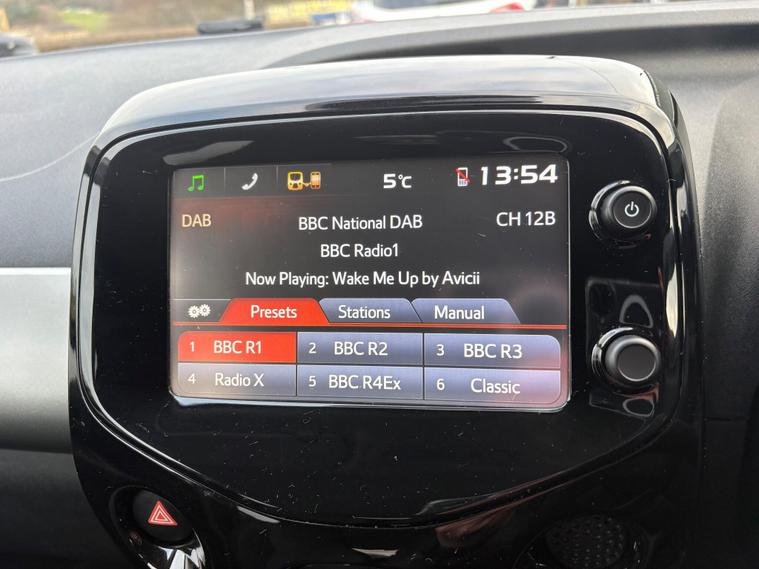 5°C 13:54
DAB BBC National DAB CH 12B
BBC Radio1
Now Playing: Wake Me Up by Avicii
Presets Stations Manual
1 BBC R1 2 BBC R2 3 BBC R3
4 Radio X 5 BBC R4Ex 6 Classic